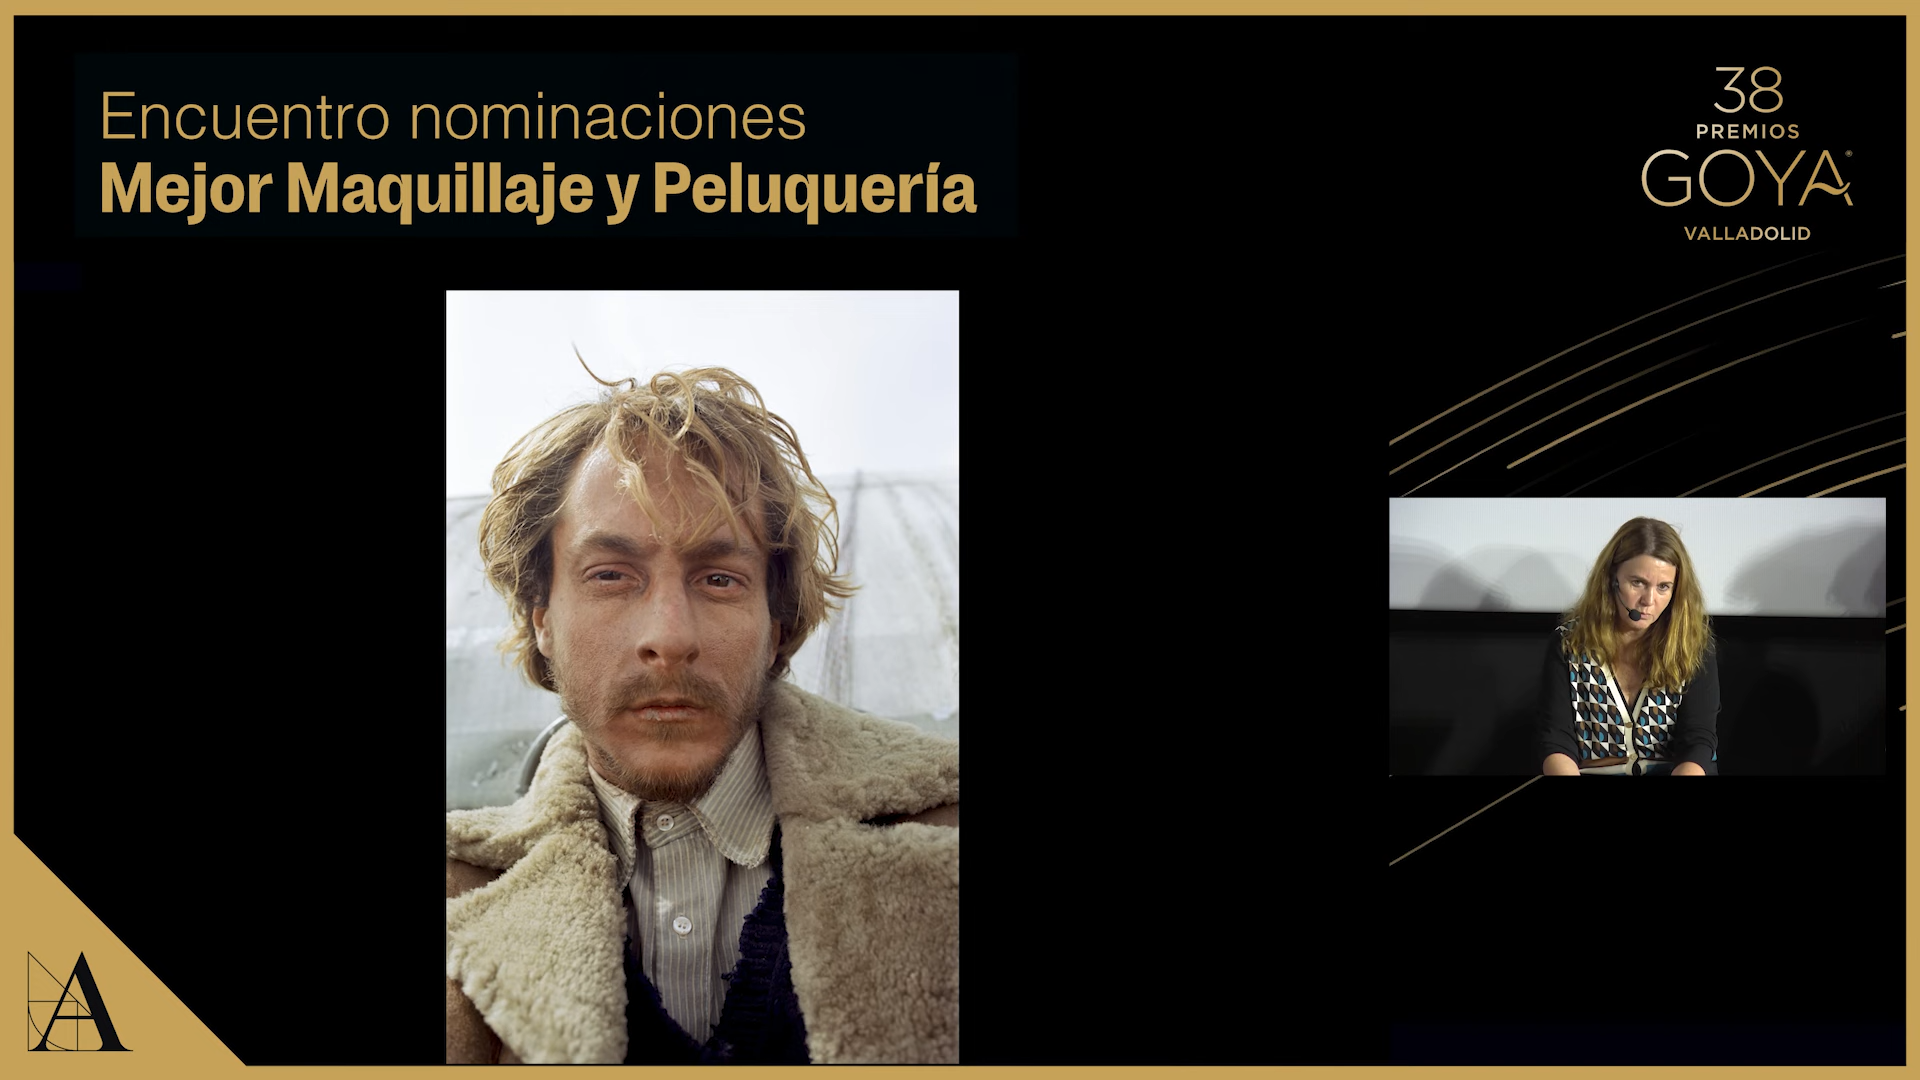 Encuentro nominaciones
Mejor Maquillaje y Peluquería
38
PREMIOS
GOYA
VALLADOLID
A